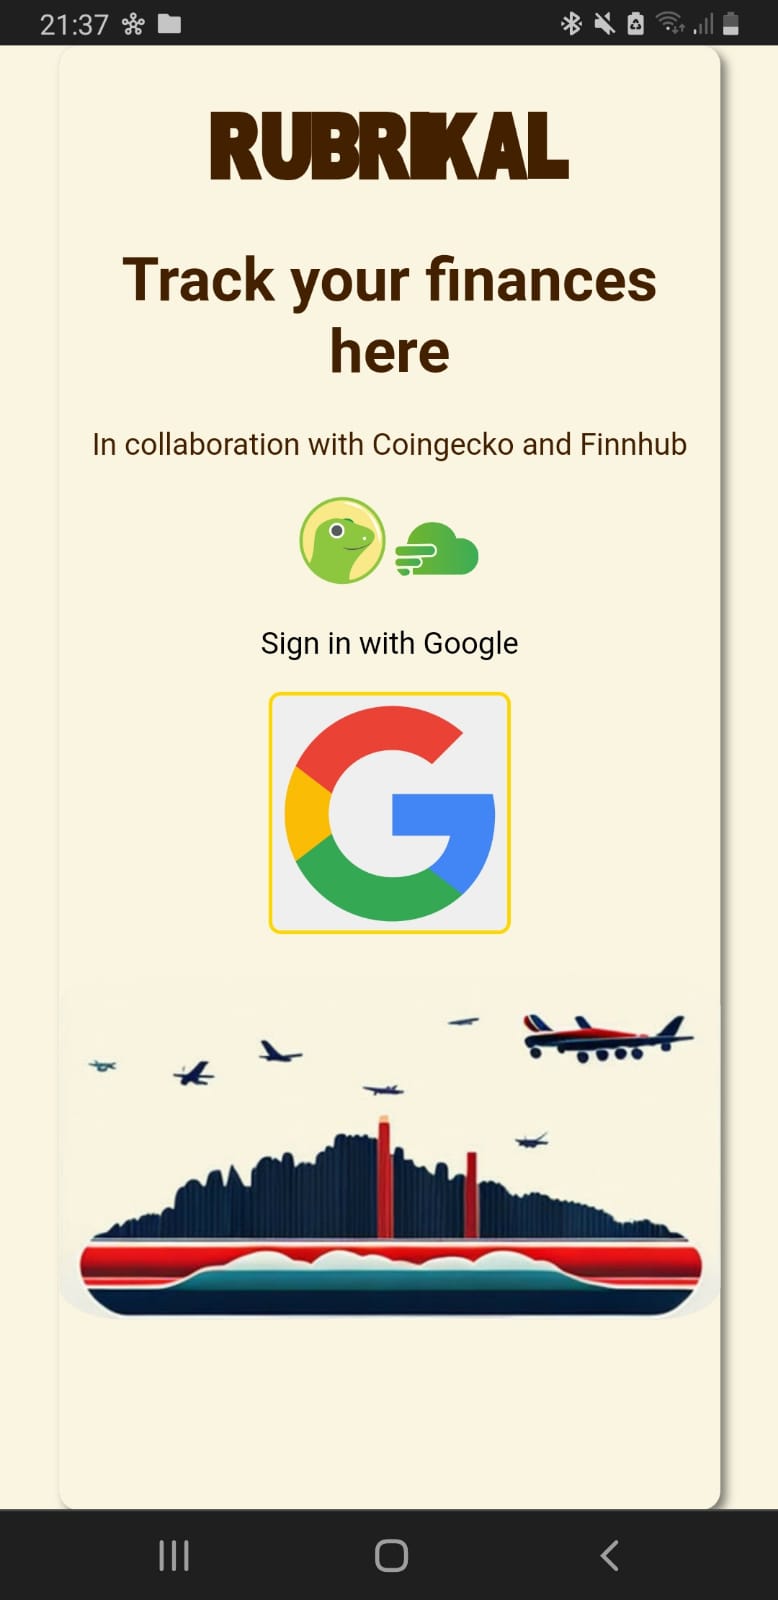 21:37
RUBRIKAL
Track your finances
here
In collaboration with Coingecko and Finnhub
Sign in with Google